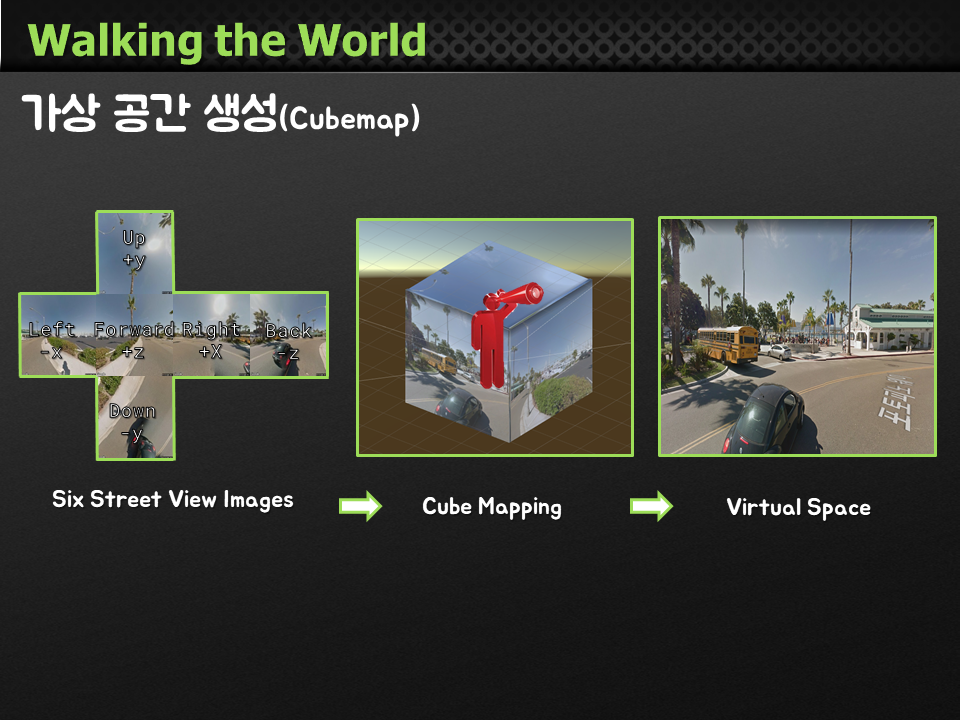 Walking the World
가상 공간 생성(Cubemap)
Up
+y
Left Forward Right Back
-x +z +X -z
Down
-y
Six Street View Images
Cube Mapping
Virtual Space